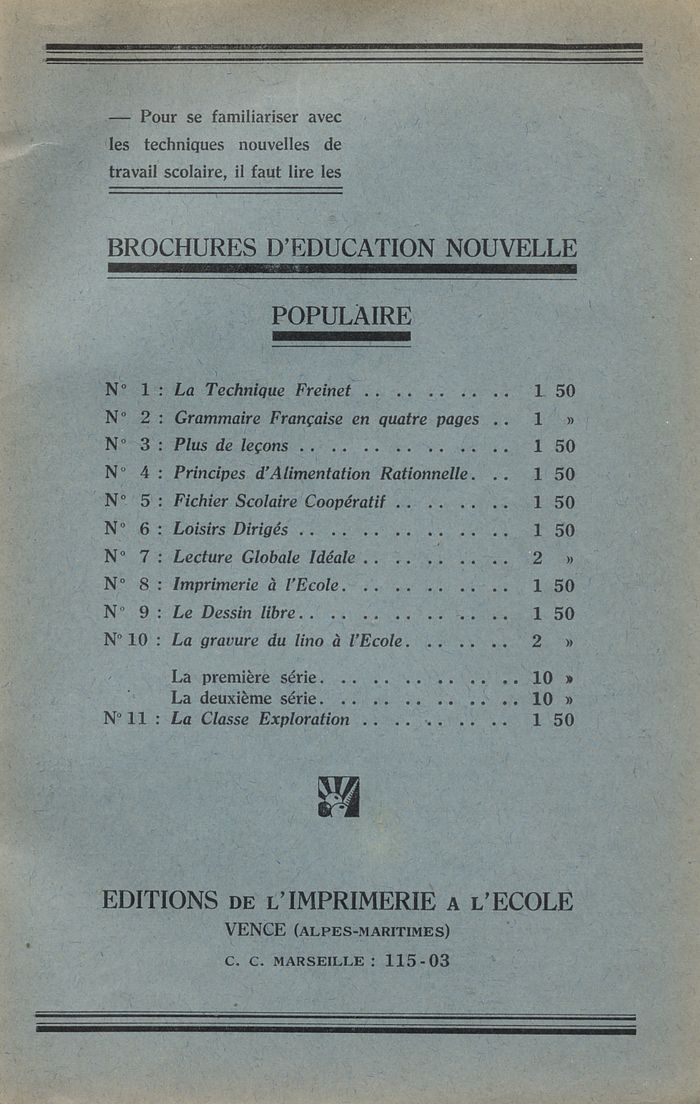 — Pour se familiariser avec
les techniques nouvelles de
travail scolaire, il faut lire les
BROCHURES D'EDUCATION NOUVELLE
POPULAIRE
N° 1 : La Technique Freinet .. .. .. .. .. 1 50
N° 2 : Grammaire Française en quatre pages .. 1 »
N° 3 : Plus de leçons .. .. .. .. .. .. .. 1 50
N° 4 : Principes d'Alimentation Rationnelle. .. 1 50
N° 5 : Fichier Scolaire Coopératif .. .. .. .. 1 50
N° 6 : Loisirs Dirigés .. .. .. .. .. .. .. 1 50
N° 7 : Lecture Globale Idéale .. .. .. .. .. 2 »
N° 8 : Imprimerie à l'Ecole. .. .. .. .. .. 1 50
N° 9 : Le Dessin libre.. .. .. .. .. .. .. 1 50
N° 10 : La gravure du lino à l'Ecole. .. .. .. 2 »
La première série. .. .. .. .. .. .. 10 »
La deuxième série. .. .. .. .. .. .. 10 »
N° 11 : La Classe Exploration .. .. .. .. .. 1 50
EDITIONS DE L'IMPRIMERIE A L'ECOLE
VENCE (ALPES-MARITIMES)
C. C. MARSEILLE : 115-03